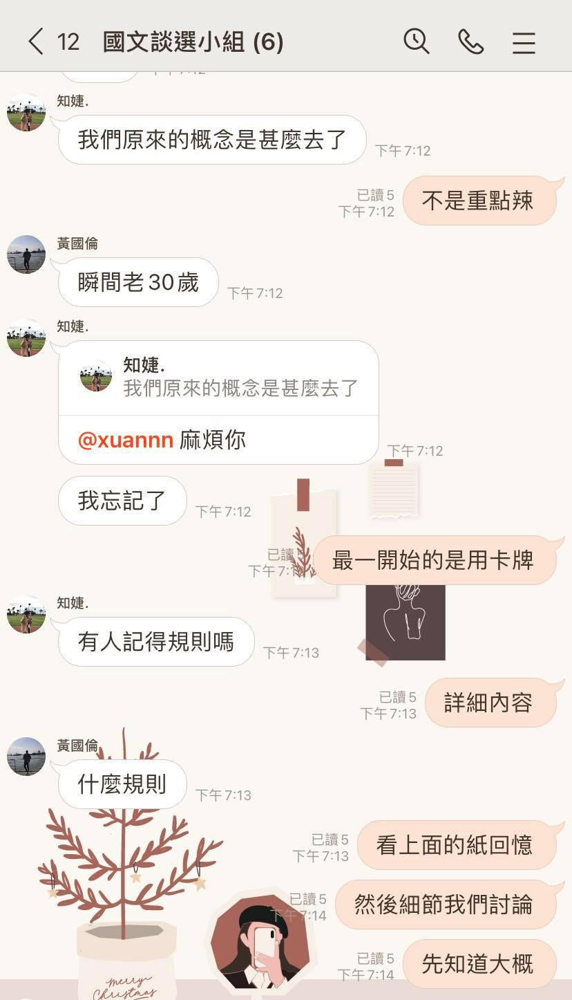 12 國文談選小組 (6)
知婕.
我們原來的概念是甚麼去了
下午 7:12
已讀 5
下午 7:12
不是重點辣
黃國倫
瞬間老30歲
下午 7:12
知婕.
知婕.
我們原來的概念是甚麼去了
@xuannn 麻煩你
下午 7:12
我忘記了
下午 7:12
已讀
下午
最一開始的是用卡牌
知婕.
有人記得規則嗎
下午 7:13
已讀 5
下午 7:13
詳細內容
黃國倫
什麼規則
下午 7:13
已讀 5
下午 7:13
看上面的紙回憶
已讀 5
下午 7:14
然後細節我們討論
已讀 5
下午 7:14
先知道大概
merry
Christmas